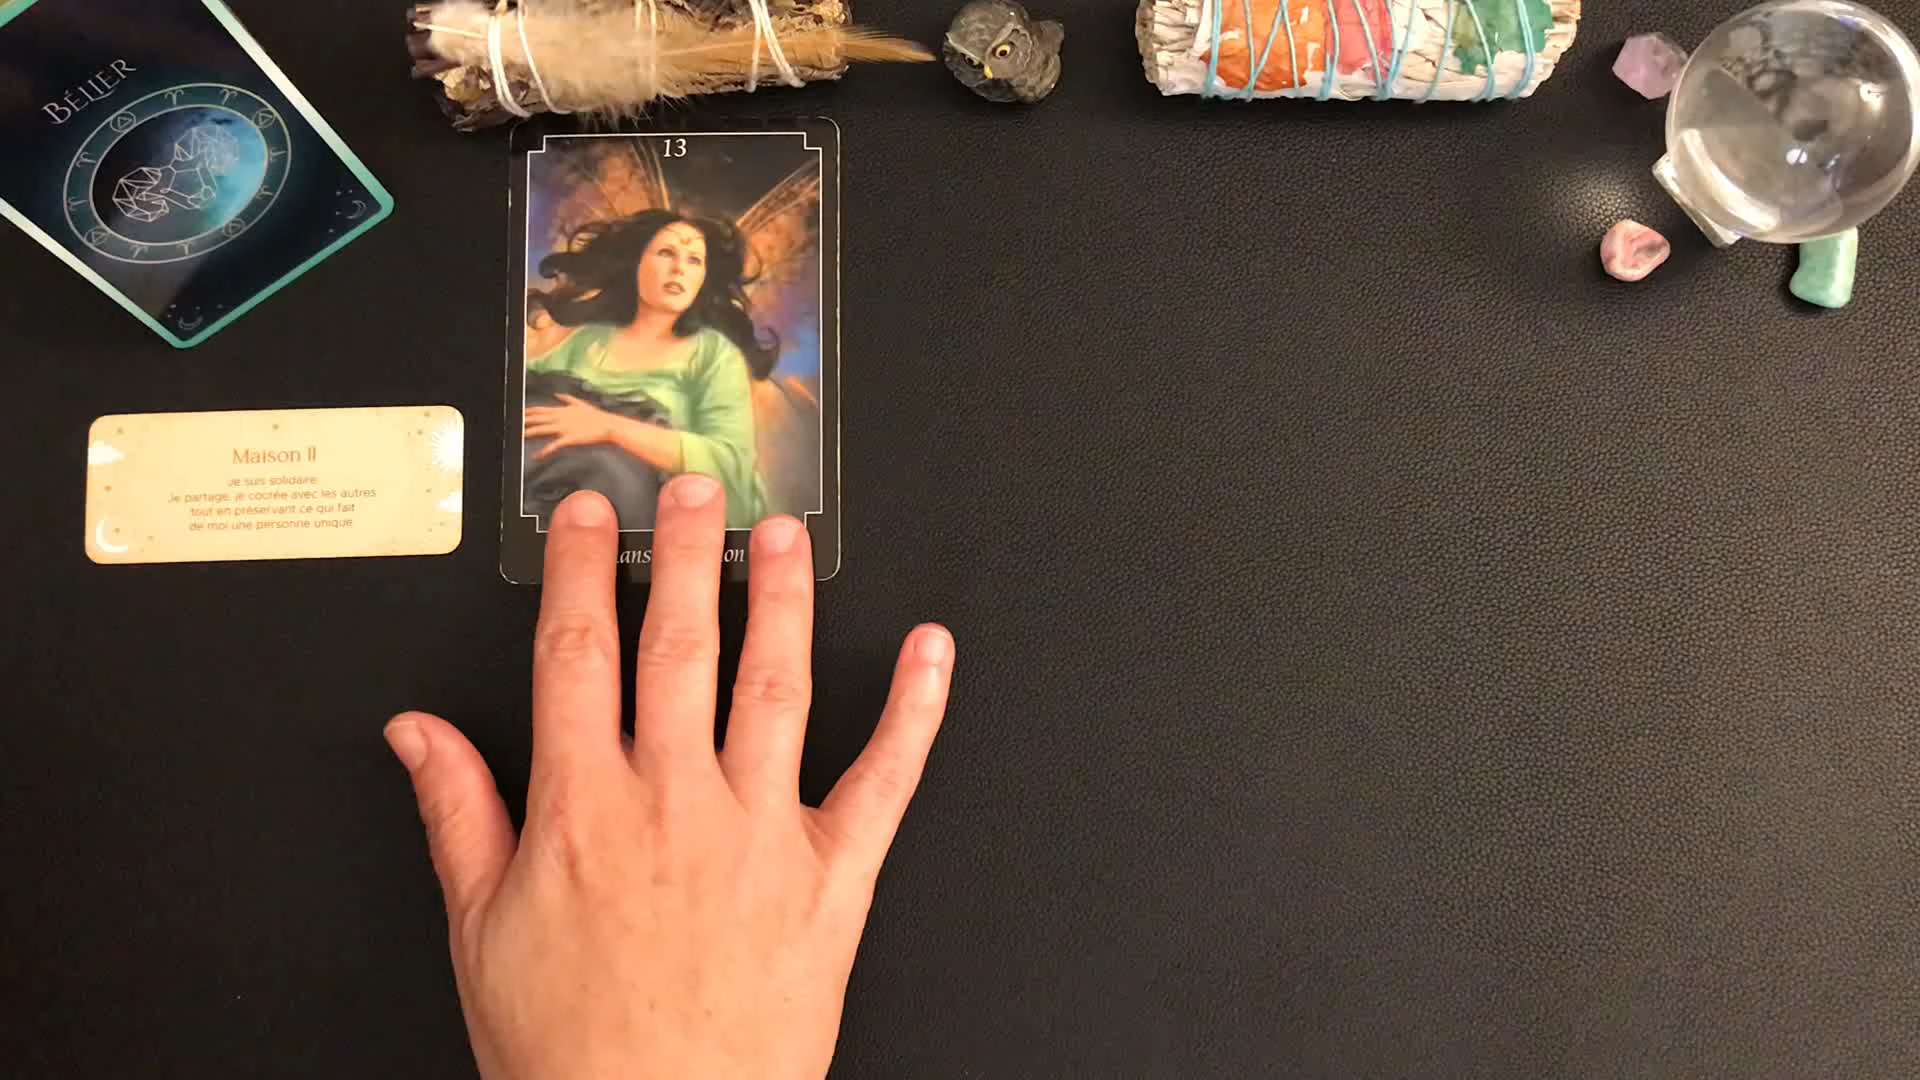 BÉLIER
13
Maison II
Je suis solidaire.
Je partage, je cocrée avec les autres
tout en préservant ce qui fait
de moi une personne unique.